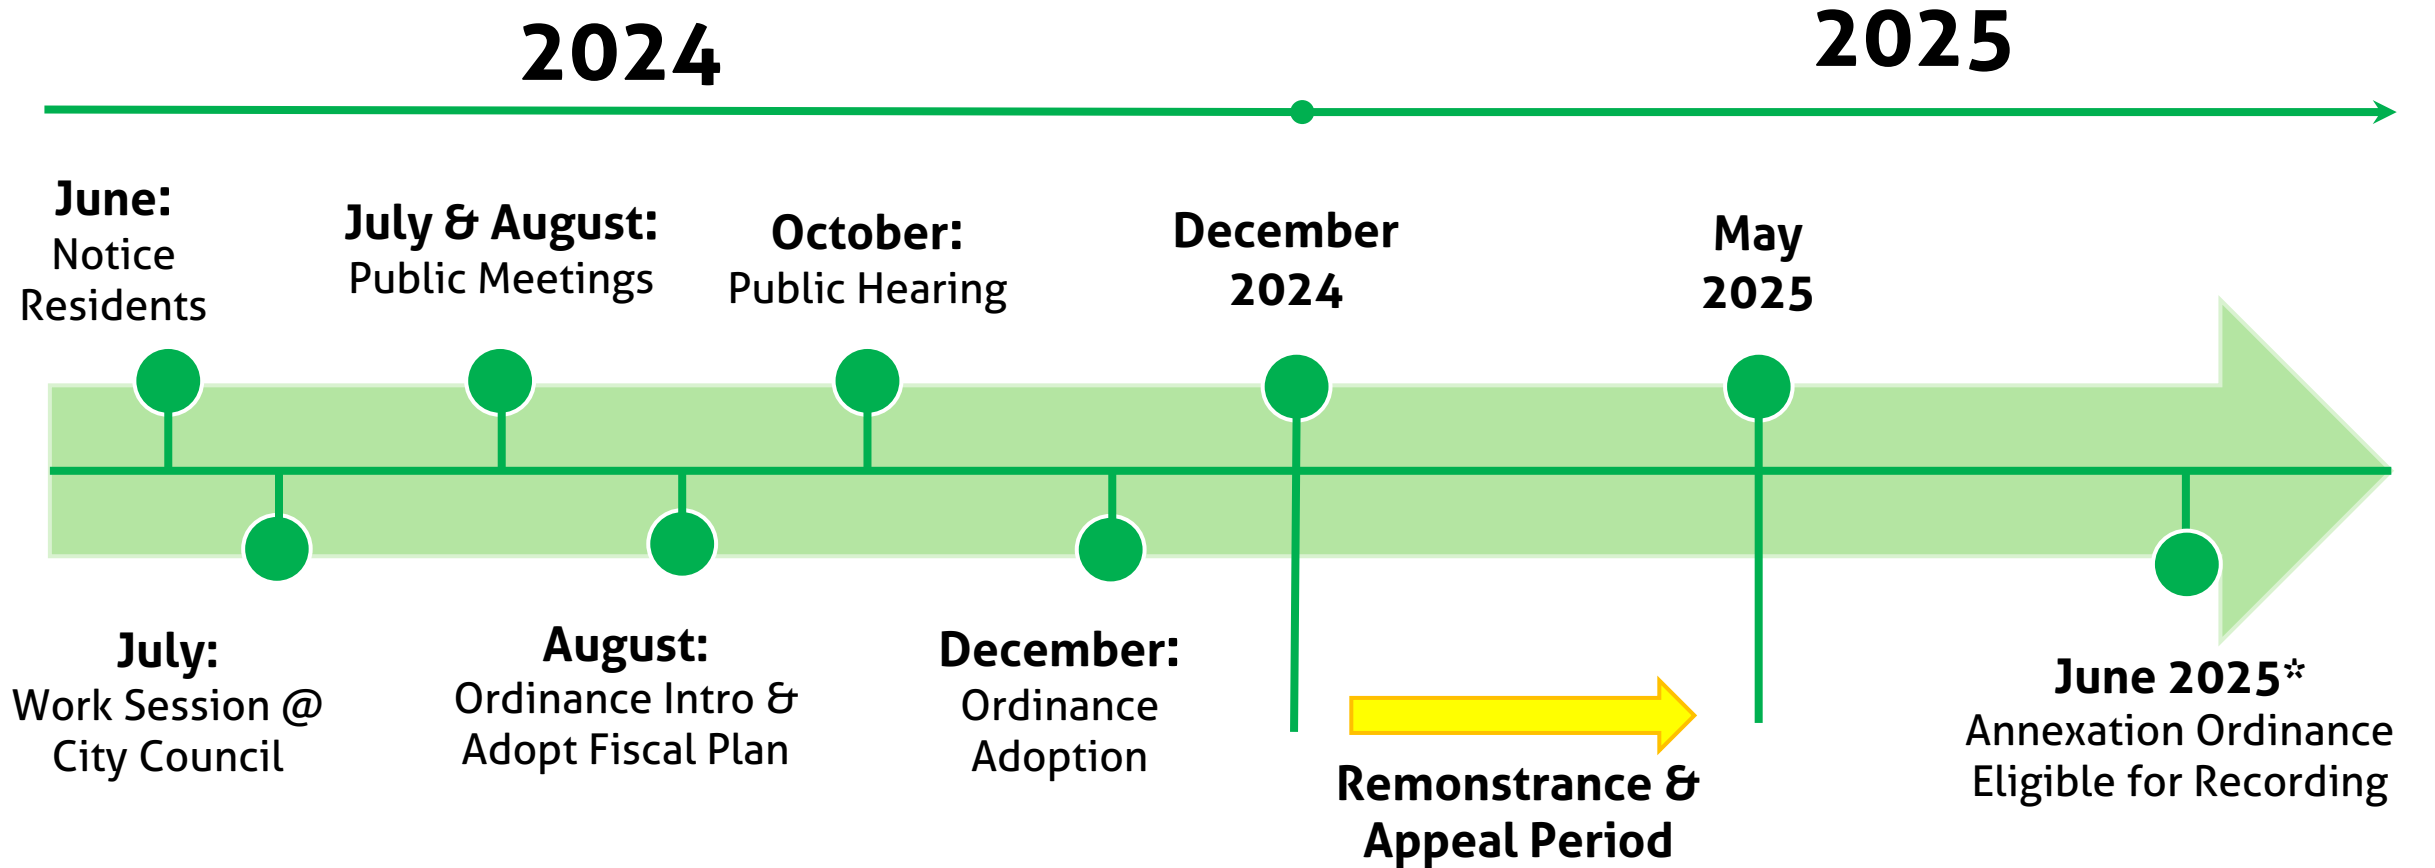 2024
2025
June:
Notice
Residents
July & August:
Public Meetings
October:
Public Hearing
December
2024
May
2025
July:
Work Session @
City Council
August:
Ordinance Intro &
Adopt Fiscal Plan
December:
Ordinance
Adoption
Remonstrance &
Appeal Period
June 2025*
Annexation Ordinance
Eligible for Recording